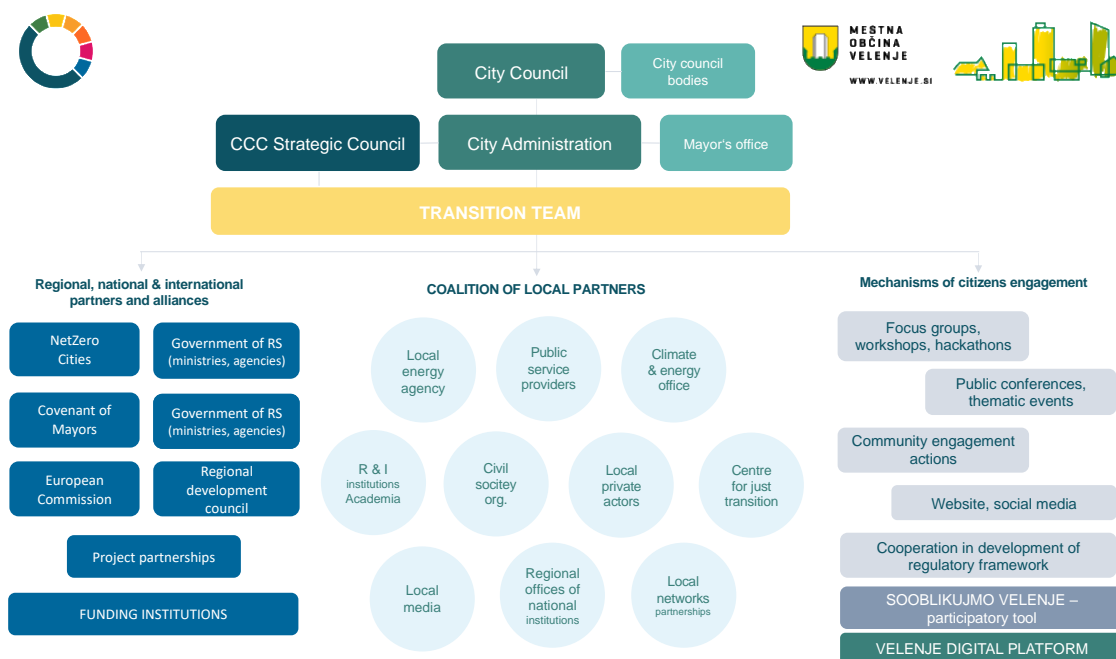 MESTNA
OBČINA
VELENJE
WWW.VELENJE.SI
City Council
City council
bodies
CCC Strategic Council
City Administration
Mayor's office
TRANSITION TEAM
Regional, national & international
partners and alliances
NetZero
Cities
Government of RS
(ministries, agencies)
Covenant of
Mayors
Government of RS
(ministries, agencies)
European
Commission
Regional
development
council
Project partnerships
FUNDING INSTITUTIONS
COALITION OF LOCAL PARTNERS
Local
energy
agency
Public
service
providers
Climate
& energy
office
R & I
institutions
Academia
Civil
socitey
org.
Local
private
actors
Centre
for just
transition
Local
media
Regional
offices of
national
institutions
Local
networks
partnerships
Mechanisms of citizens engagement
Focus groups,
workshops, hackathons
Public conferences,
thematic events
Community engagement
actions
Website, social media
Cooperation in development of
regulatory framework
SOOBLIKUJMO VELENJE –
participatory tool
VELENJE DIGITAL PLATFORM